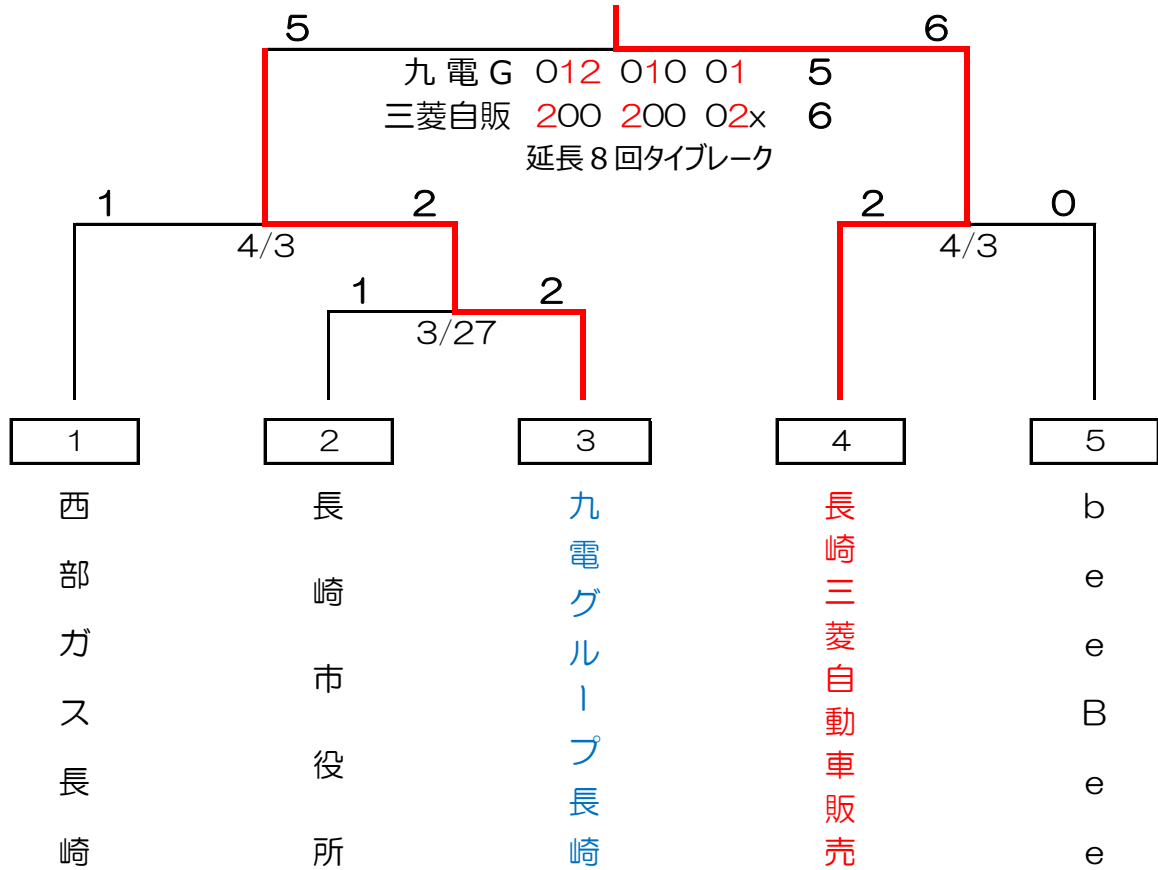 5 6
九電G 012 010 01 5
三菱自販 200 200 02x 6
延長8回タイブレーク
1 2 2 0
4/3 4/3
1 2
3/27
1 2 3 4 5
西部ガス長崎
長崎市役所
九電グループ長崎
長崎三菱自動車販売
beeBee